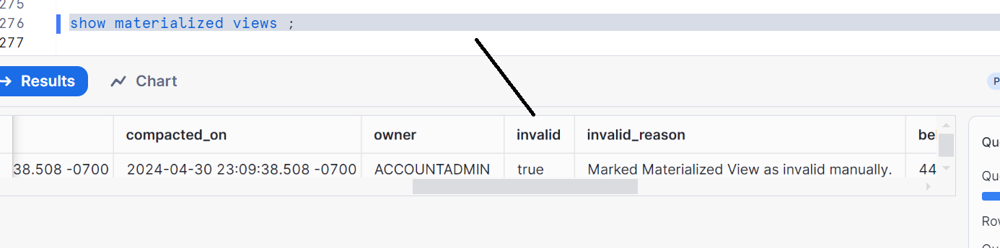 275
276 show materialized views ;
277
Results Chart P
compacted_on owner invalid invalid_reason be
38.508 -0700 2024-04-30 23:09:38.508 -0700 ACCOUNTADMIN true Marked Materialized View as invalid manually. 44
Qu
Qu
Ro